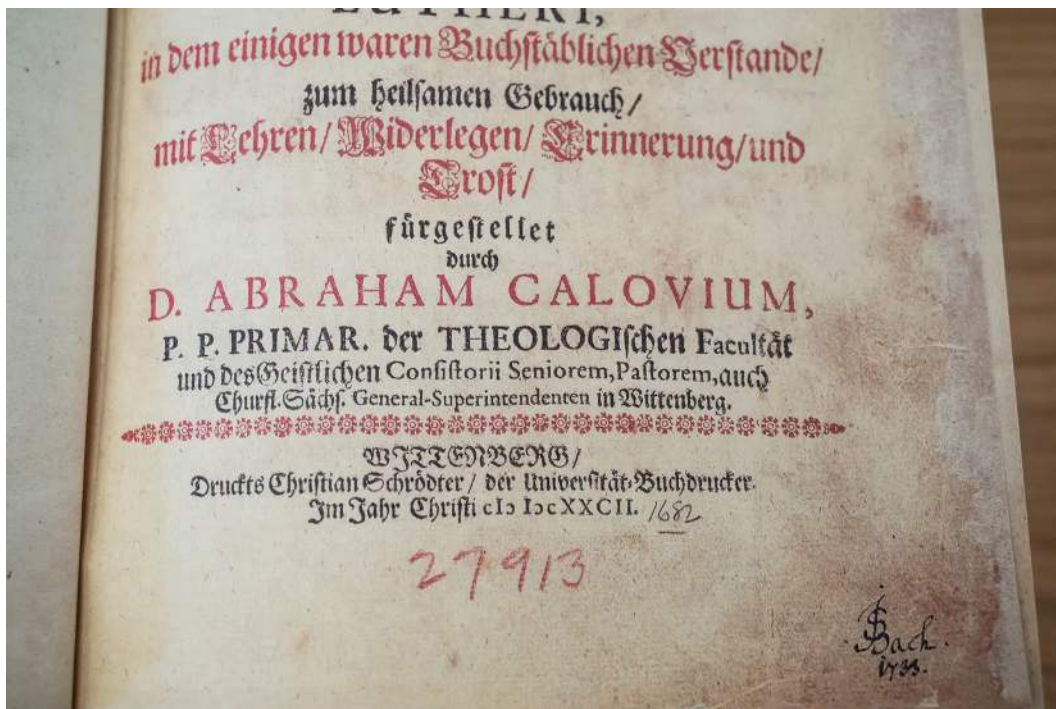 LUTHERI,
in dem einigen waren Buchstäblichen Verstande/
zum heilsamen Gebrauch/
mit Lehren/ Widerlegen/ Erinnerung/ und
Trost/
fürgestellet
durch
D. ABRAHAM CALOVIUM,
P. P. PRIMAR. der THEOLOGIschen Facultät
und des Geistlichen Consistorii Seniorem, Pastorem, auch
Churfl. Sächs. General-Superintendenten in Wittenberg.
WITTENBERG/
Druckts Christian Schrödter/ der Universität-Buchdrucker.
Im Jahr Christi cIↄ IↄcXXCII. 1682
27913
JSBach.
1733.